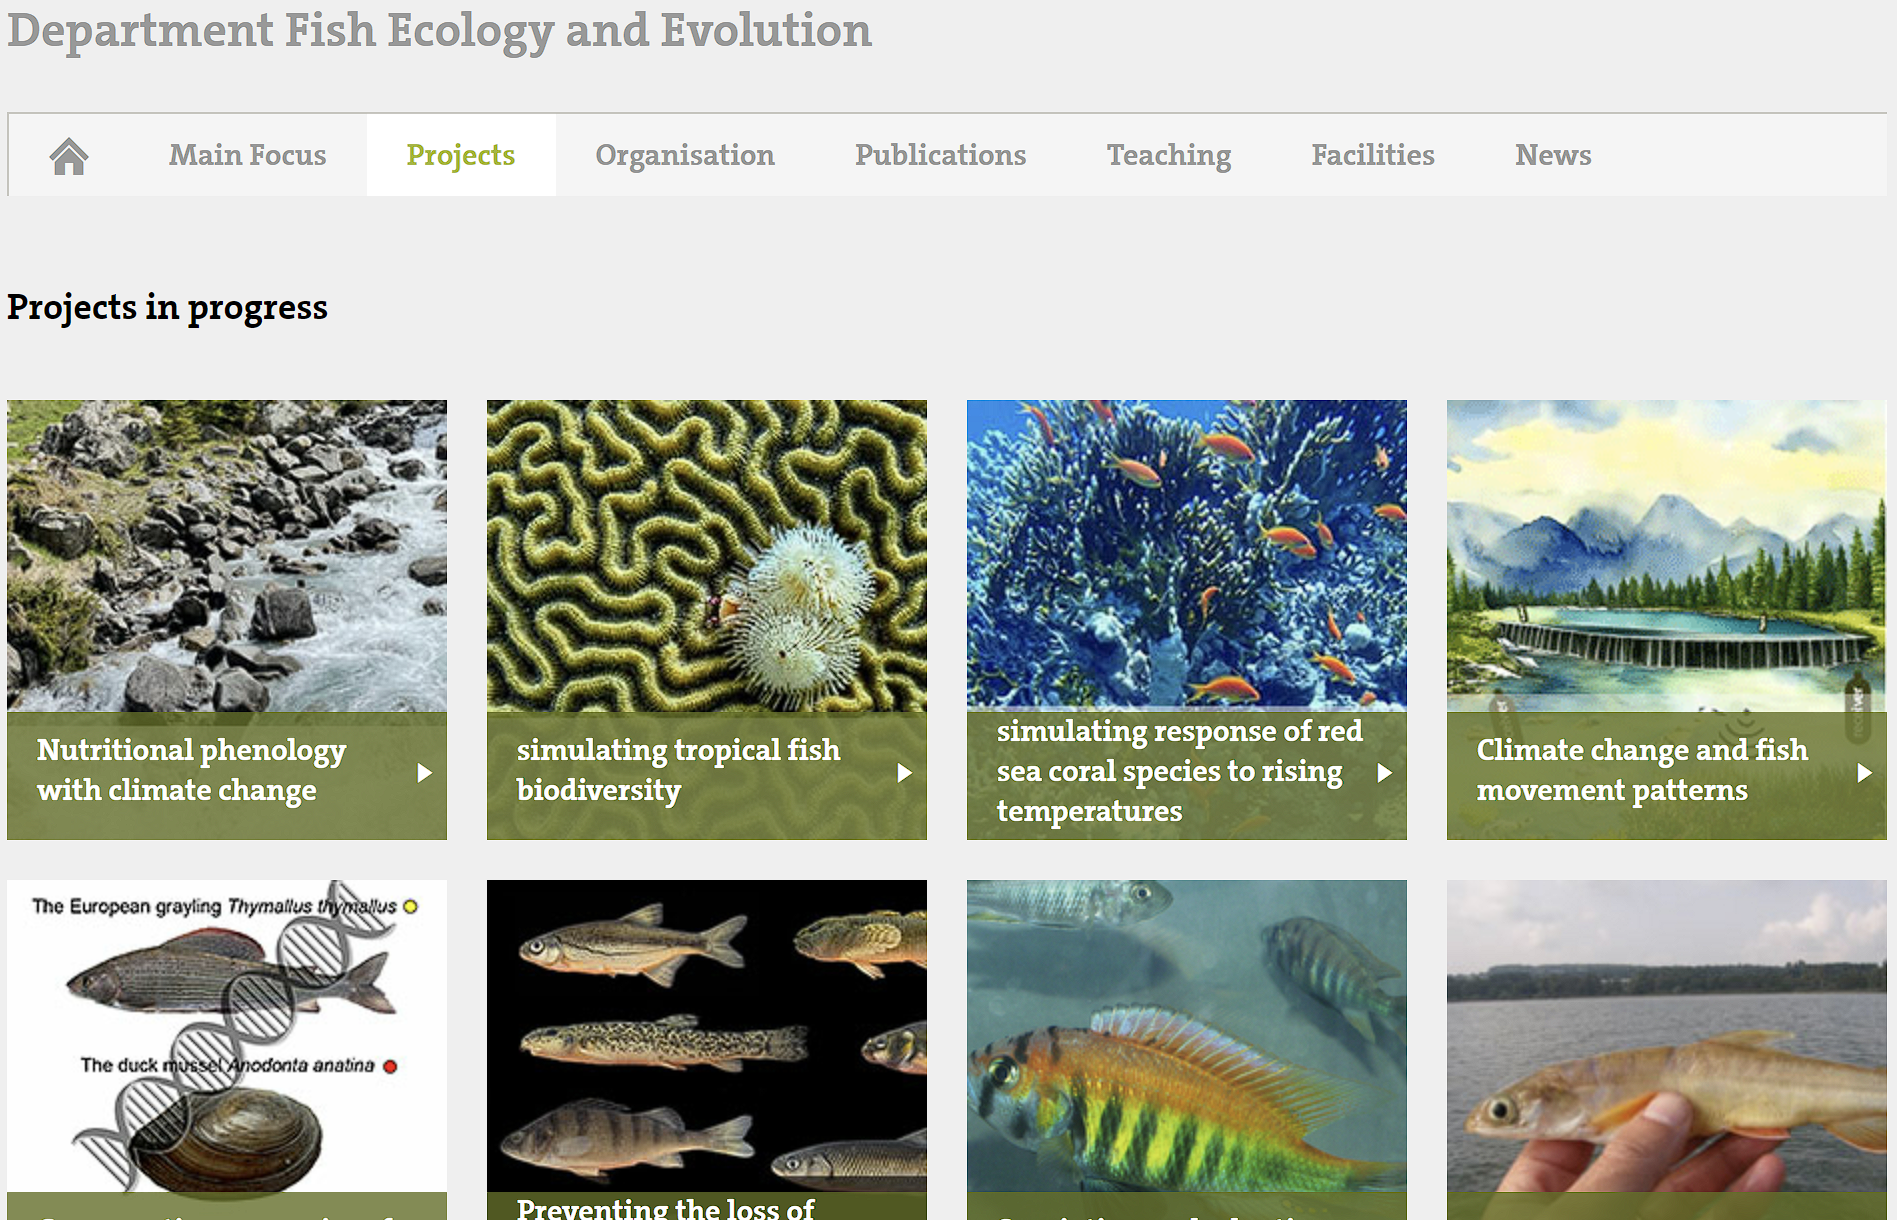 Department Fish Ecology and Evolution
Main Focus
Projects
Organisation
Publications
Teaching
Facilities
News
Projects in progress
Nutritional phenology
with climate change
simulating tropical fish
biodiversity
simulating response of red
sea coral species to rising
temperatures
receiver
Climate change and fish
movement patterns
The European grayling Thymallus thymallus
The duck mussel Anodonta anatina
Preventing the loss of